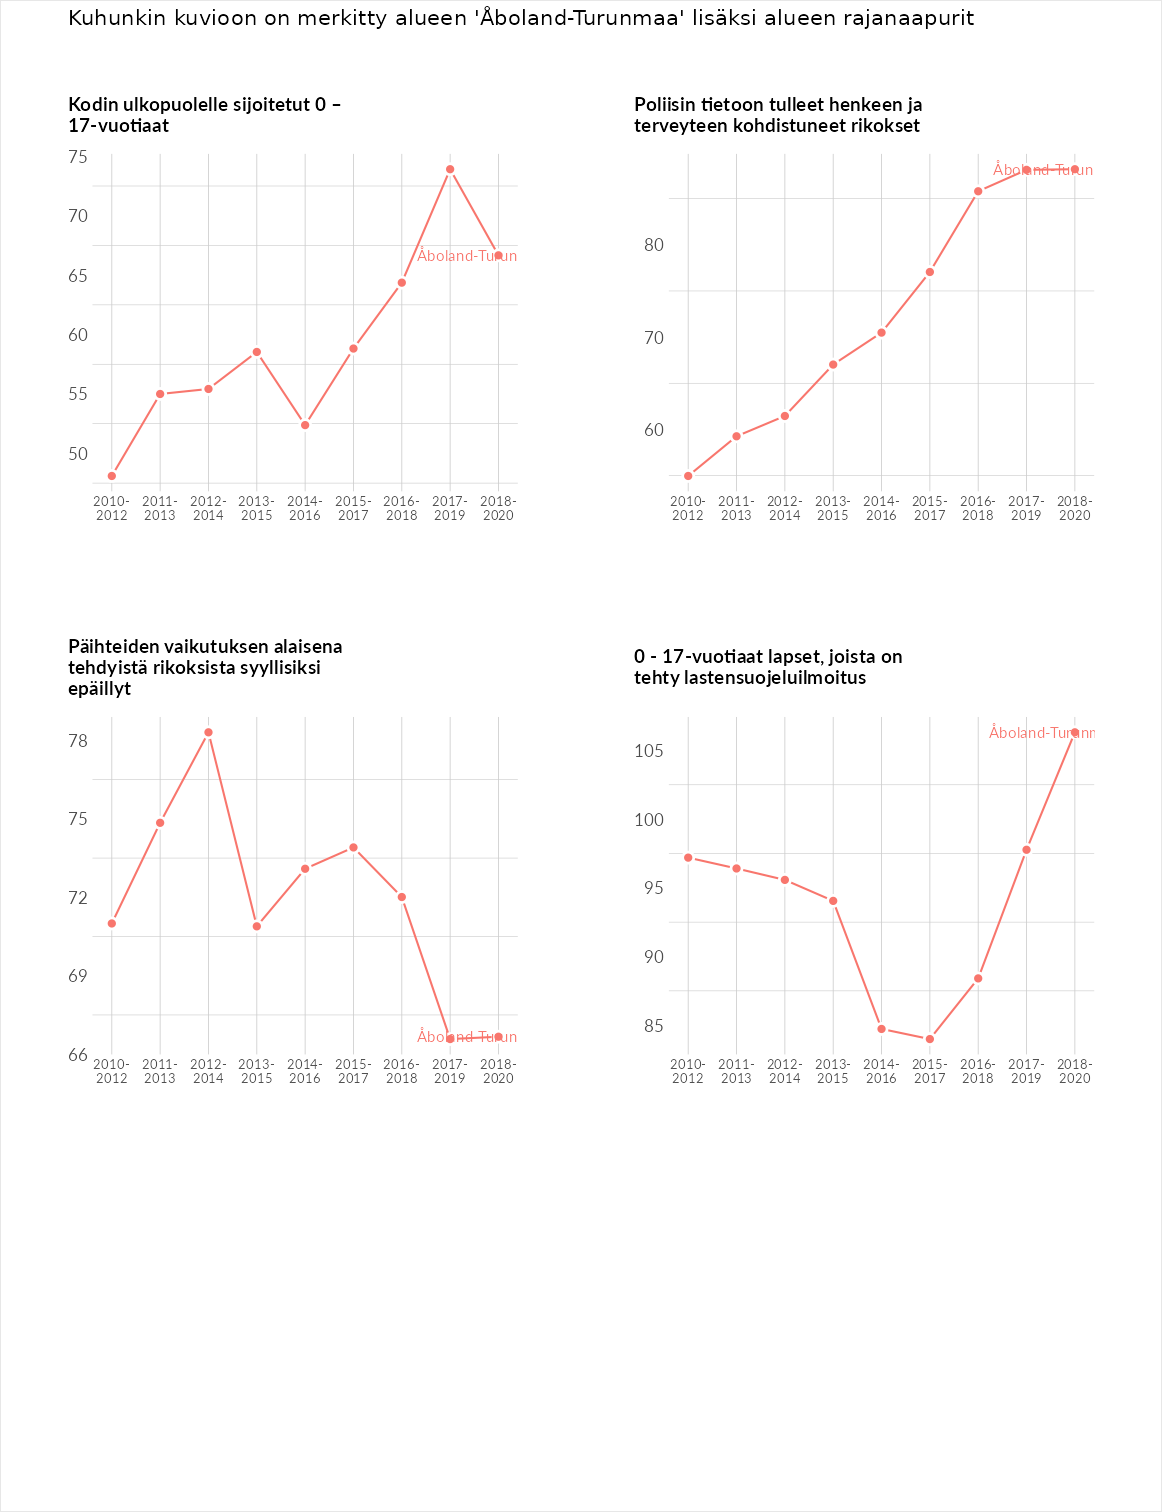 Kuhunkin kuvioon on merkitty alueen 'Åboland-Turunmaa' lisäksi alueen rajanaapurit
Kodin ulkopuolelle sijoitetut 0 –
17-vuotiaat
75
70
65
60
55
50
Åboland-Turun
2010- 2011- 2012- 2013- 2014- 2015- 2016- 2017- 2018-
2012 2013 2014 2015 2016 2017 2018 2019 2020
Poliisin tietoon tulleet henkeen ja
terveyteen kohdistuneet rikokset
80
70
60
Åboland-Turun
2010- 2011- 2012- 2013- 2014- 2015- 2016- 2017- 2018-
2012 2013 2014 2015 2016 2017 2018 2019 2020
Päihteiden vaikutuksen alaisena
tehdyistä rikoksista syyllisiksi
epäillyt
78
75
72
69
66
Åboland-Turun
2010- 2011- 2012- 2013- 2014- 2015- 2016- 2017- 2018-
2012 2013 2014 2015 2016 2017 2018 2019 2020
0 - 17-vuotiaat lapset, joista on
tehty lastensuojeluilmoitus
105
100
95
90
85
Åboland-Turunn
2010- 2011- 2012- 2013- 2014- 2015- 2016- 2017- 2018-
2012 2013 2014 2015 2016 2017 2018 2019 2020